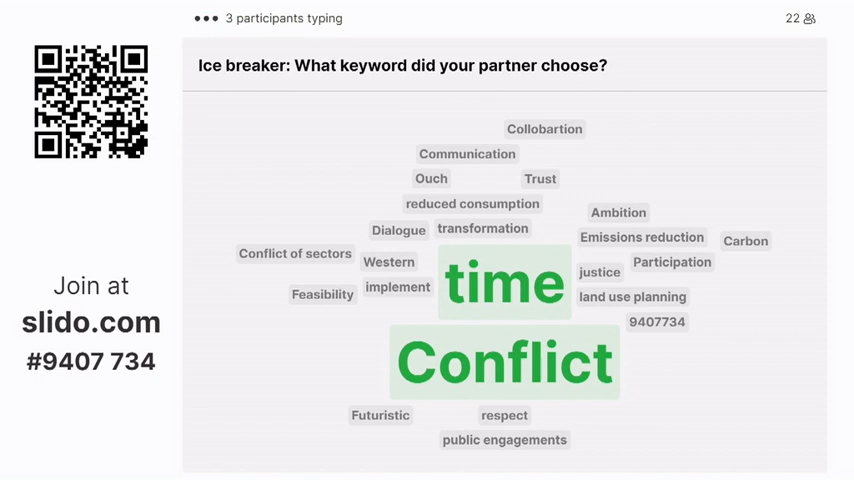 3 participants typing
22
Ice breaker: What keyword did your partner choose?
Collobartion
Communication
Ouch
Trust
reduced consumption
Ambition
Dialogue
transformation
Emissions reduction
Carbon
Conflict of sectors
Western
time
justice
Participation
Feasibility
implement
land use planning
9407734
Conflict
Futuristic
respect
public engagements
Join at
slido.com
#9407 734